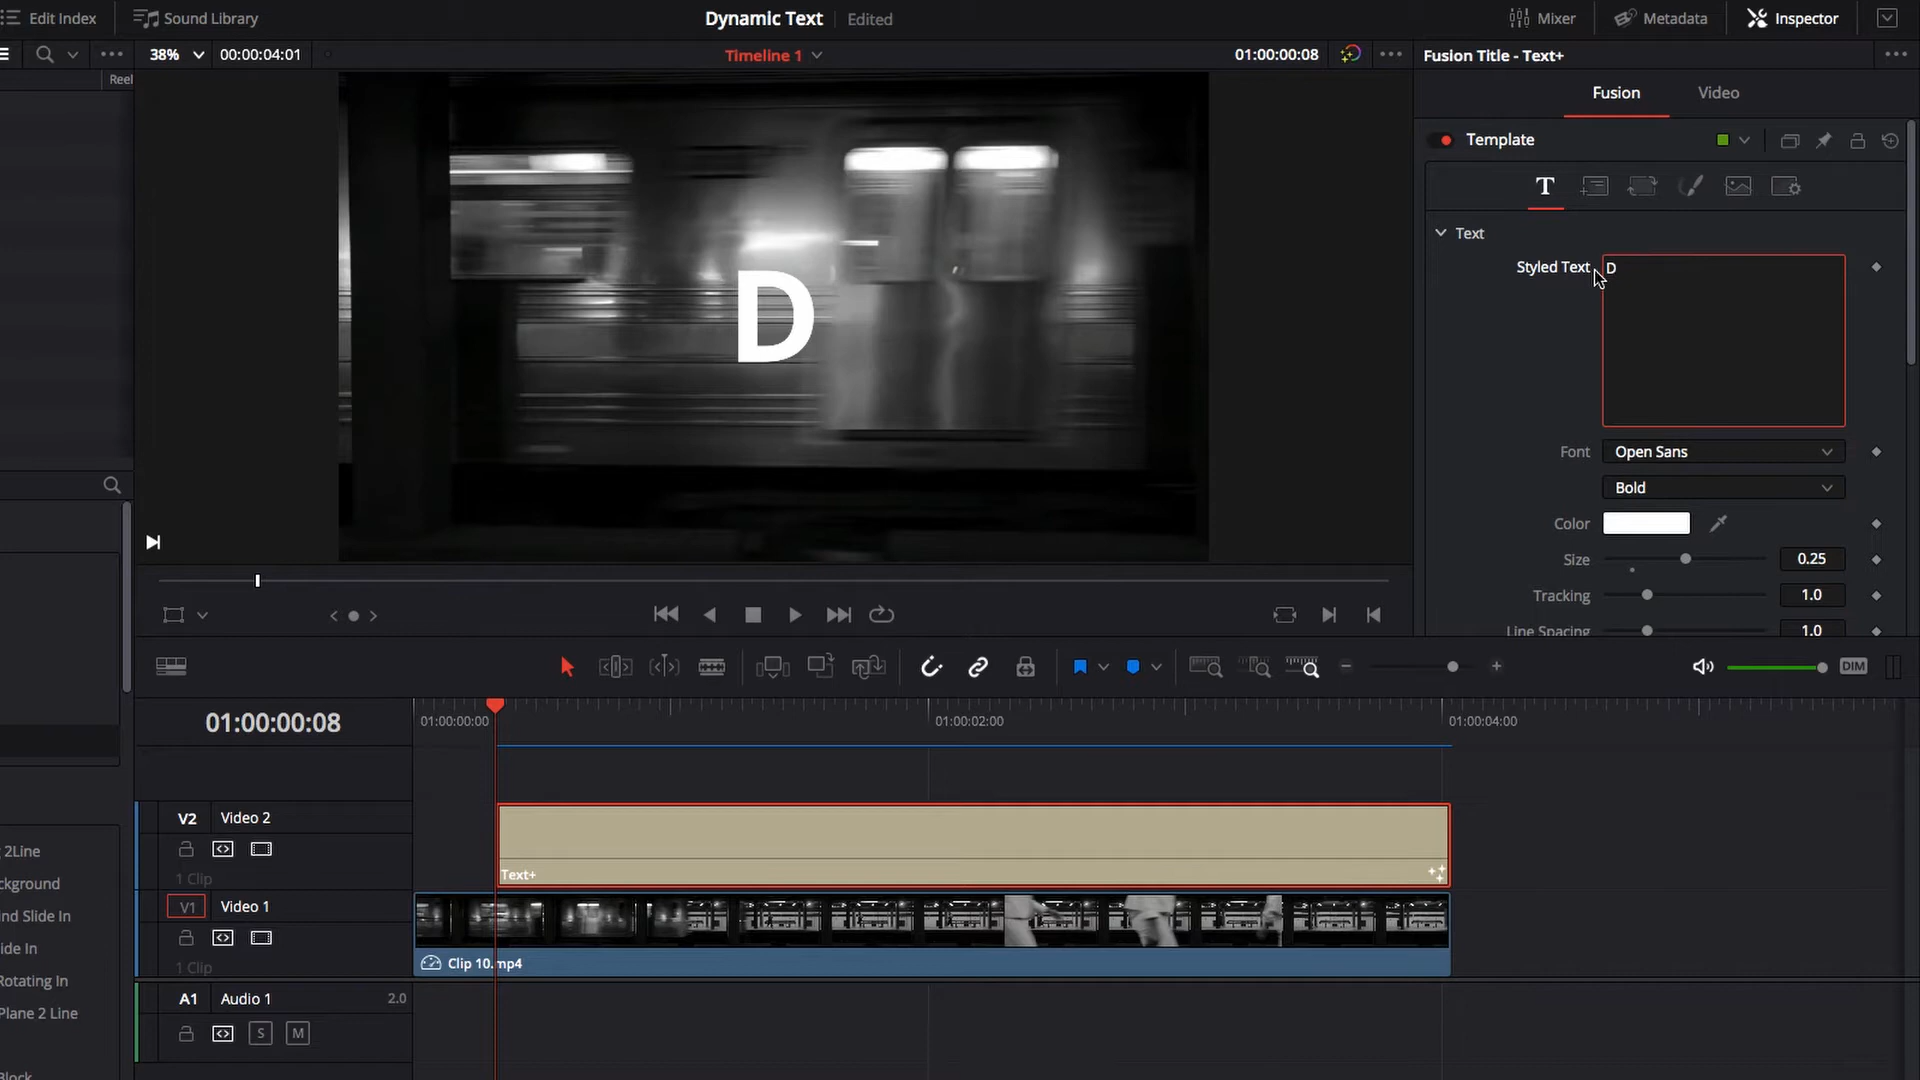 Edit Index
Sound Library
Dynamic Text
Edited
Mixer
Metadata
Inspector
38%
00:00:04:01
Timeline 1
01:00:00:08
Fusion Title - Text+
Reel
Fusion
Video
Template
T
Text
Styled Text
D
D
Font
Open Sans
Bold
Color
Size
0.25
Tracking
1.0
Line Spacing
1.0
DIM
01:00:00:08
01:00:00:00
01:00:02:00
01:00:04:00
V2
Video 2
1 Clip
Text+
V1
Video 1
1 Clip
Clip 10.mp4
A1
Audio 1
2.0
S
M
2Line
ckground
ind Slide In
ide In
Rotating In
Plane 2 Line
Block